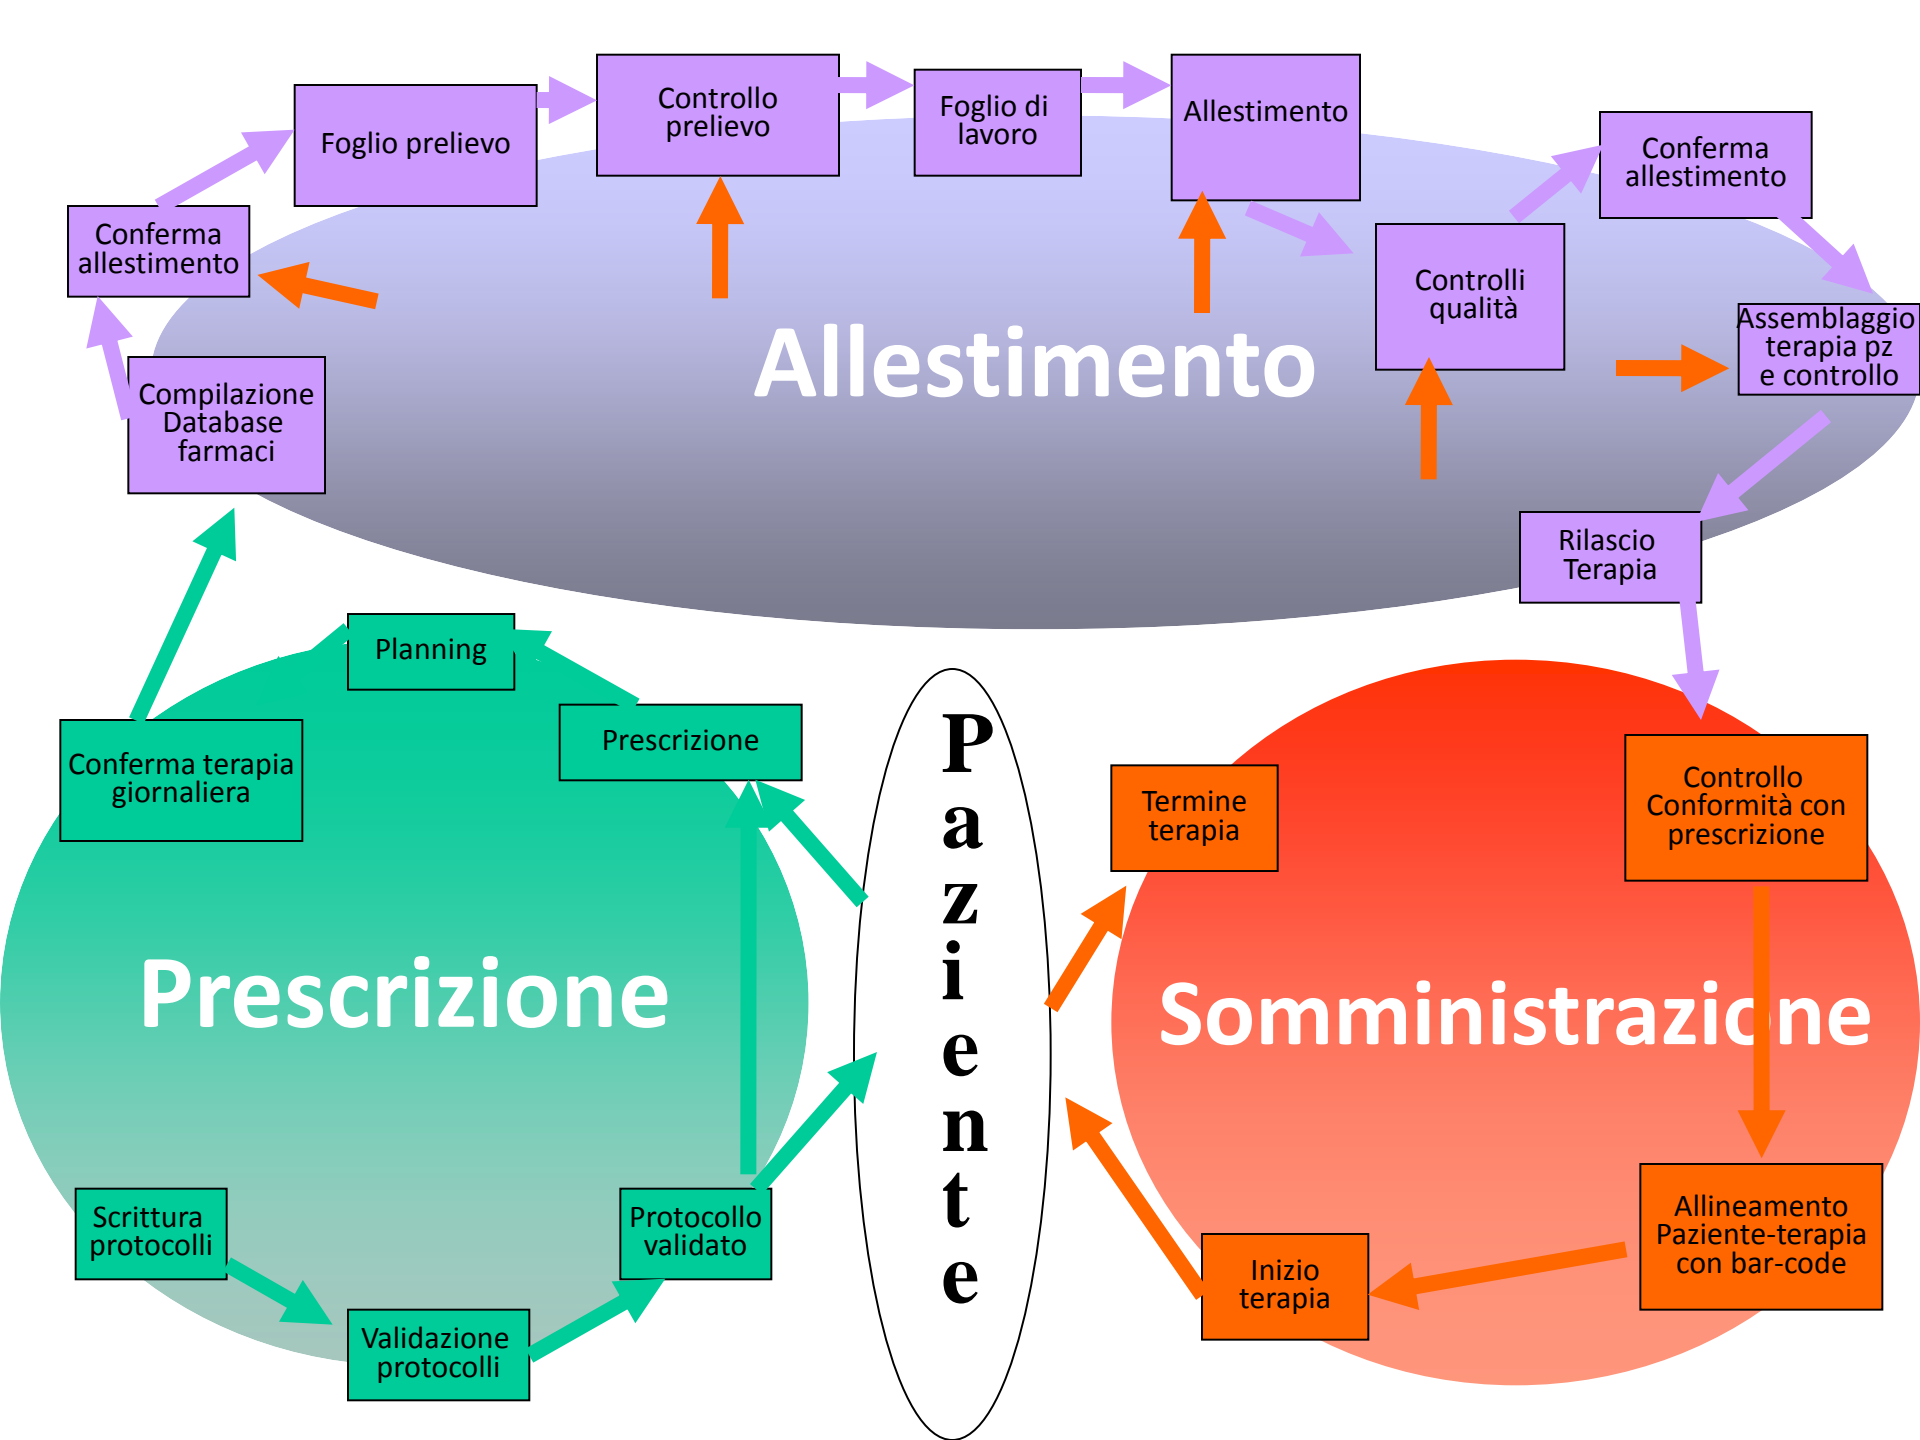 Foglio prelievo
Controllo
prelievo
Foglio di
lavoro
Allestimento
Conferma
allestimento
Conferma
allestimento
Controlli
qualità
Assemblaggio
terapia pz
e controllo
Compilazione
Database
farmaci
Allestimento
Rilascio
Terapia
Planning
Prescrizione
Conferma terapia
giornaliera
Prescrizione
Scrittura
protocolli
Validazione
protocolli
Protocollo
validato
P
a
z
i
e
n
t
e
Termine
terapia
Controllo
Conformità con
prescrizione
Somministrazione
Allineamento
Paziente-terapia
con bar-code
Inizio
terapia